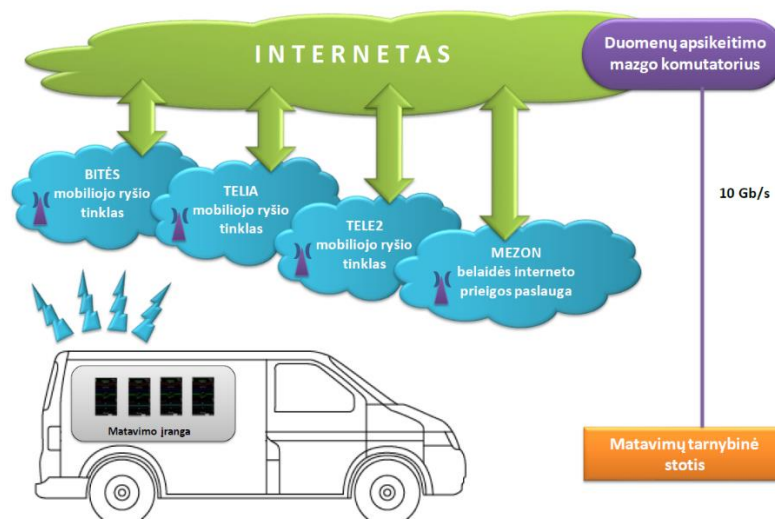 INTERNETAS
Duomenų apsikeitimo
mazgo komutatorius
BITĖS
mobiliojo ryšio
tinklas
TELIA
mobiliojo ryšio
tinklas
TELE2
mobiliojo ryšio
tinklas
MEZON
belaidės interneto
prieigos paslauga
10 Gb/s
Matavimo įranga
Matavimų tarnybinė
stotis